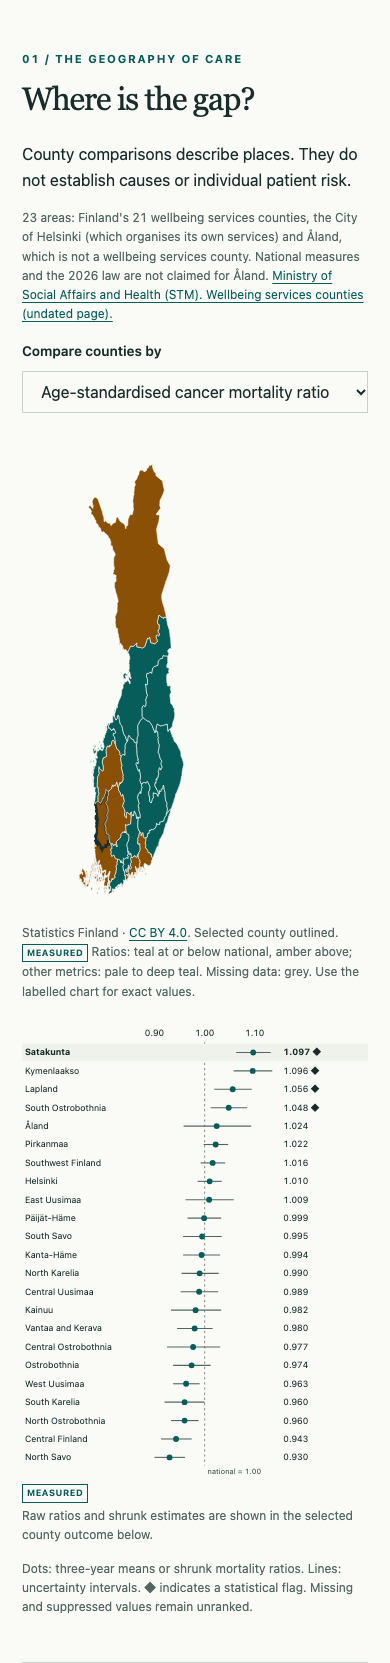 01 / THE GEOGRAPHY OF CARE
Where is the gap?
County comparisons describe places. They do
not establish causes or individual patient risk.
23 areas: Finland's 21 wellbeing services counties, the City
of Helsinki (which organises its own services) and Åland,
which is not a wellbeing services county. National measures
and the 2026 law are not claimed for Åland. Ministry of
Social Affairs and Health (STM). Wellbeing services counties
(undated page).
Compare counties by
Age-standardised cancer mortality ratio
Statistics Finland · CC BY 4.0. Selected county outlined.
MEASURED Ratios: teal at or below national, amber above;
other metrics: pale to deep teal. Missing data: grey. Use the
labelled chart for exact values.
0.90 1.00 1.10
Satakunta 1.097 ◆
Kymenlaakso 1.096 ◆
Lapland 1.056 ◆
South Ostrobothnia 1.048 ◆
Åland 1.024
Pirkanmaa 1.022
Southwest Finland 1.016
Helsinki 1.010
East Uusimaa 1.009
Päijät-Häme 0.999
South Savo 0.995
Kanta-Häme 0.994
North Karelia 0.990
Central Uusimaa 0.989
Kainuu 0.982
Vantaa and Kerava 0.980
Central Ostrobothnia 0.977
Ostrobothnia 0.974
West Uusimaa 0.963
South Karelia 0.960
North Ostrobothnia 0.960
Central Finland 0.943
North Savo 0.930
national = 1.00
MEASURED
Raw ratios and shrunk estimates are shown in the selected
county outcome below.
Dots: three-year means or shrunk mortality ratios. Lines:
uncertainty intervals. ◆ indicates a statistical flag. Missing
and suppressed values remain unranked.